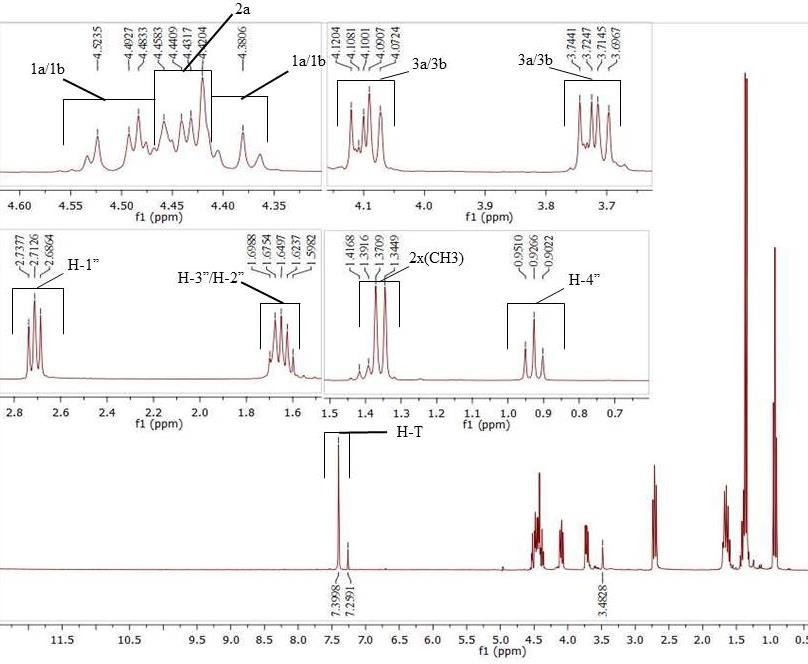 2a
4.5235 4.4927 4.4833 4.4583 4.4409 4.4317 4.4204 4.3806
1a/1b
1a/1b
4.60 4.55 4.50 4.45 4.40 4.35
f1 (ppm)
4.1204 4.1081 4.1001 4.0907 4.0724
3.7441 3.7247 3.7145 3.6967
3a/3b
3a/3b
4.1 4.0 3.9 3.8 3.7
f1 (ppm)
2.7377 2.7126 2.6864
1.6988 1.6754 1.6497 1.6237 1.5982
H-1”
H-3”/H-2”
2.8 2.6 2.4 2.2 2.0 1.8 1.6
f1 (ppm)
1.4168 1.3916 1.3709 1.3449
0.9510 0.9266 0.9022
2x(CH3)
H-4”
1.5 1.4 1.3 1.2 1.1 1.0 0.9 0.8 0.7
f1 (ppm)
H-T
7.3998 7.2591 3.4828
11.5 10.5 9.5 9.0 8.5 8.0 7.5 7.0 6.5 6.0 5.5 5.0 4.5 4.0 3.5 3.0 2.5 2.0 1.5 1.0 0.5
f1 (ppm)